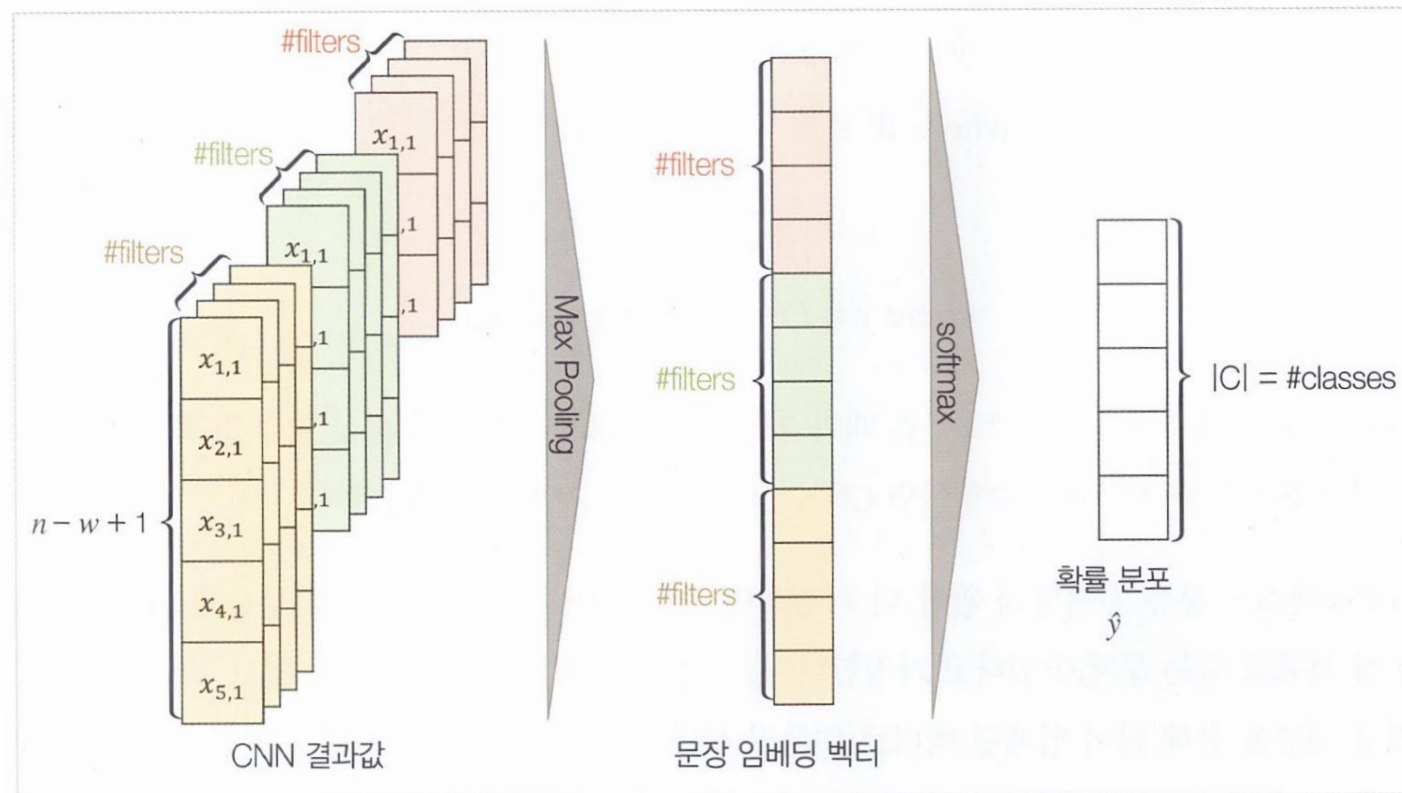 #filters
#filters
#filters
x1,1
,1
,1
x1,1
,1
,1
,1
x1,1
x2,1
x3,1
x4,1
x5,1
n − w + 1
CNN 결과값
Max Pooling
#filters
#filters
#filters
문장 임베딩 벡터
softmax
|C| = #classes
확률 분포
ŷ